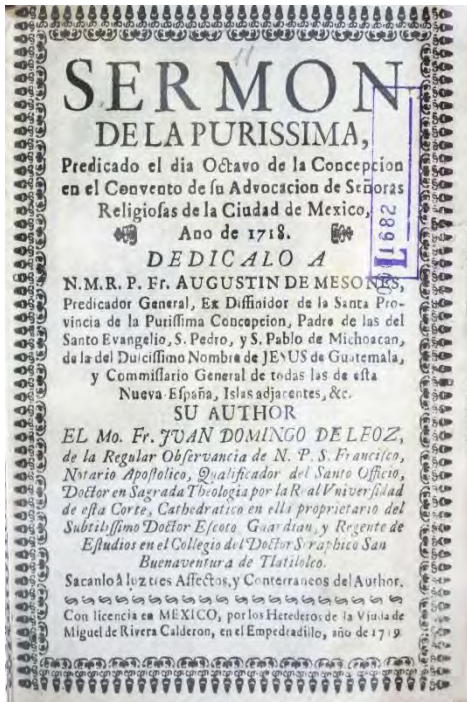 SERMON
DE LA PURISSIMA,
Predicado el dia Octavo de la Concepcion
en el Convento de ſu Advocacion de Señoras
Religioſas de la Ciudad de Mexico,
Ano de 1718.
DEDICALO A
N.M.R.P. Fr. AUGUSTIN DE MESONES,
Predicador General, Ex Diffinidor de la Santa Pro-
vincia de la Puriſſima Concepcion, Padre de las del
Santo Evangelio, S. Pedro, y S. Pablo de Michoacan,
de la del Dulciſſimo Nombre de JESUS de Guatemala,
y Commiſſario General de todas las de eſta
Nueva Eſpaña, Islas adjacentes, &c.
SU AUTHOR
EL Mo. Fr. JVAN DOMINGO DE LEOZ,
de la Regular Obſervancia de N. P. S. Franciſco,
Notario Apoſtolico, Qualificador del Santo Officio,
Doctor en Sagrada Theologia por la Real Vniverſidad
de eſta Corte, Cathedratico en ella proprietario del
Subtiliſſimo Doctor Eſcoto Guardian, y Regente de
Eſtudios en el Collegio del Doctor Seraphico San
Buenaventura de Tlatilolco.
Sacanlo â luz tres Affectos, y Conterraneos del Author.
Con licencia en MEXICO, por los Herederos de la Viuda de
Miguel de Rivera Calderon, en el Empedradillo, año de 1719
L1682